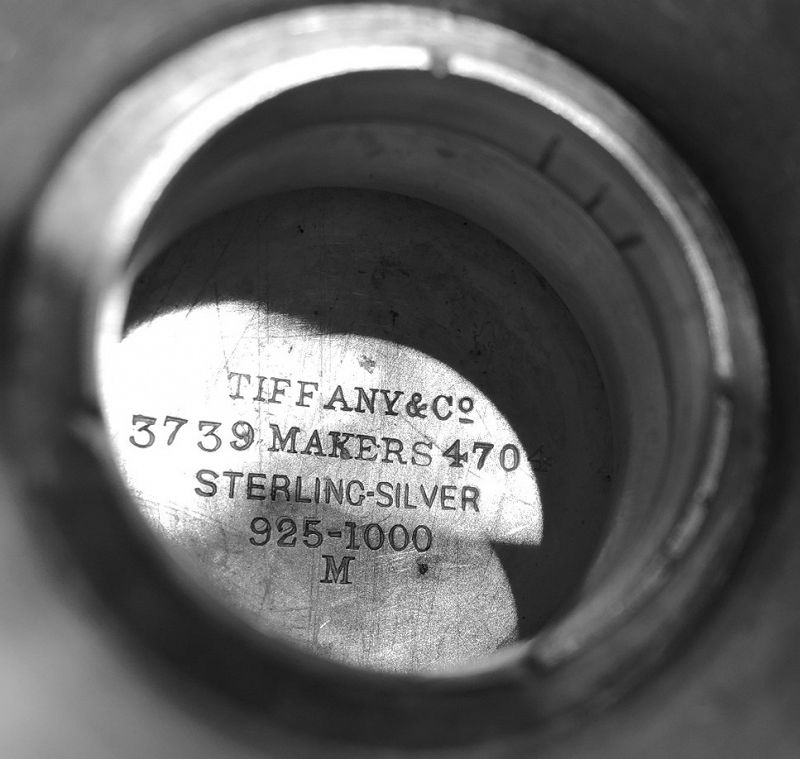 TIFFANY&Cº
3739 MAKERS 4704
STERLING-SILVER
925-1000
M